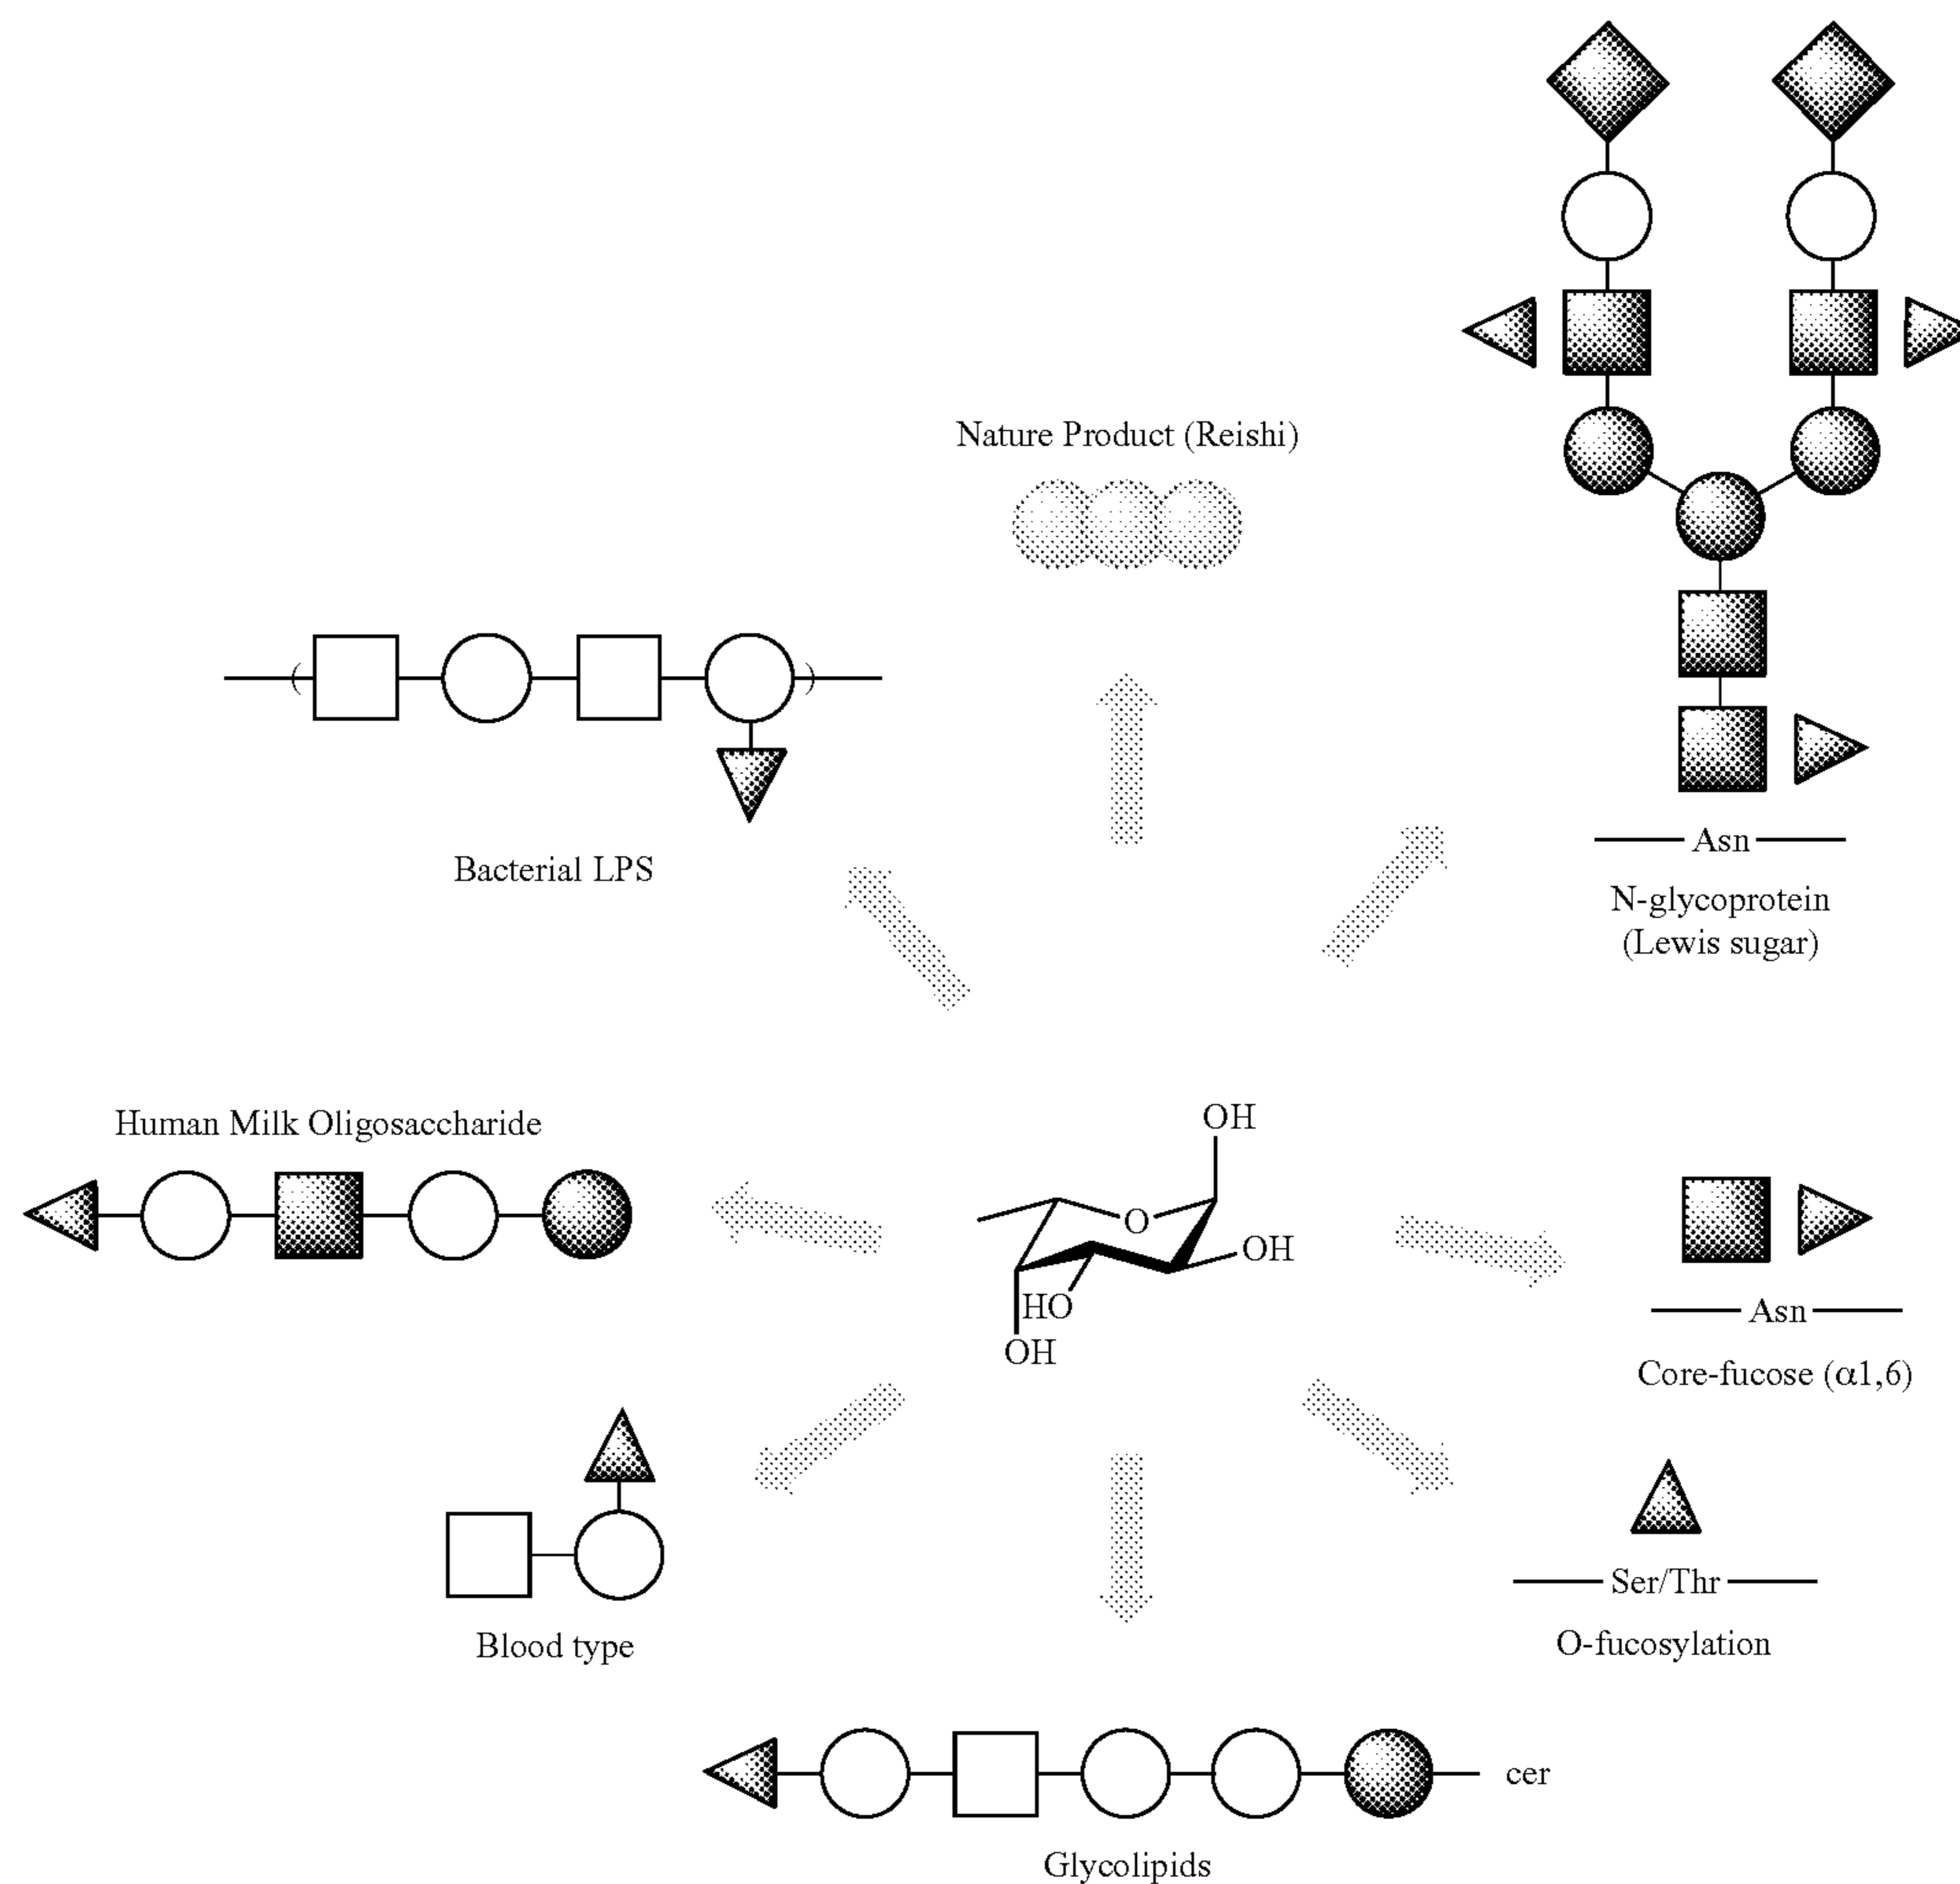 Nature Product (Reishi)
(
)
Bacterial LPS
Asn
N-glycoprotein
(Lewis sugar)
Human Milk Oligosaccharide
OH
O
OH
HO
OH
Asn
Core-fucose (α1,6)
Ser/Thr
O-fucosylation
Blood type
cer
Glycolipids